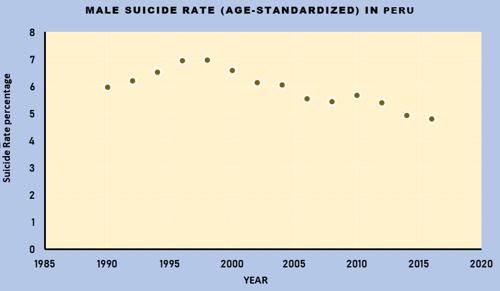 MALE SUICIDE RATE (AGE-STANDARDIZED) IN PERU
Suicide Rate percentage
8
7
6
5
4
3
2
1
0
1985 1990 1995 2000 2005 2010 2015 2020
YEAR